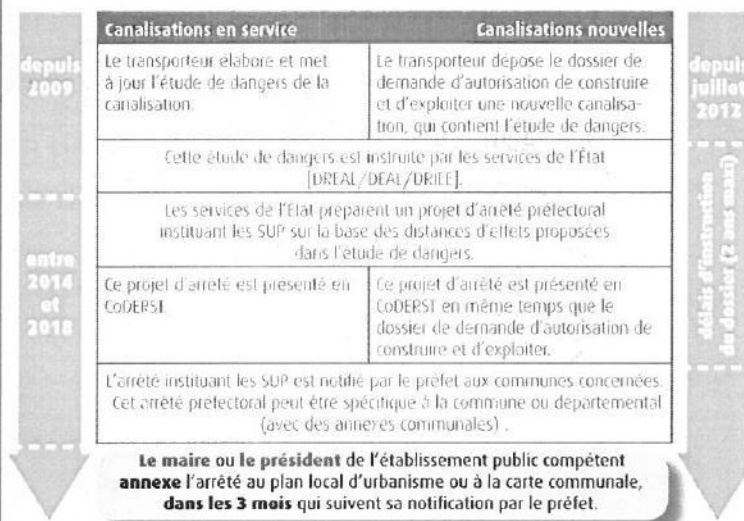 Canalisations en service
Canalisations nouvelles
depuis
2009
Le transporteur élabore et met
à jour l'étude de dangers de la
canalisation.
Le transporteur dépose le dossier de
demande d'autorisation de construire
et d'exploiter une nouvelle canalisa-
tion, qui contient l'étude de dangers.
depuis
juillet
2012
Cette étude de dangers est instruite par les services de l'État
[DREAL/DEAL/DRIEE].
Les services de l'État préparent un projet d'arrêté préfectoral
instituant les SUP sur la base des distances d'effets proposées
dans l'étude de dangers.
entre
2014
et
2018
Ce projet d'arrêté est présenté en
CoDERST.
Ce projet d'arrêté est présenté en
CoDERST en même temps que le
dossier de demande d'autorisation de
construire et d'exploiter.
délais d'instruction
du dossier (2 ans maxi)
L'arrêté instituant les SUP est notifié par le préfet aux communes concernées.
Cet arrêté préfectoral peut être spécifique à la commune ou départemental
(avec des annexes communales) .
Le maire ou le président de l'établissement public compétent
annexe l'arrêté au plan local d'urbanisme ou à la carte communale,
dans les 3 mois qui suivent sa notification par le préfet.